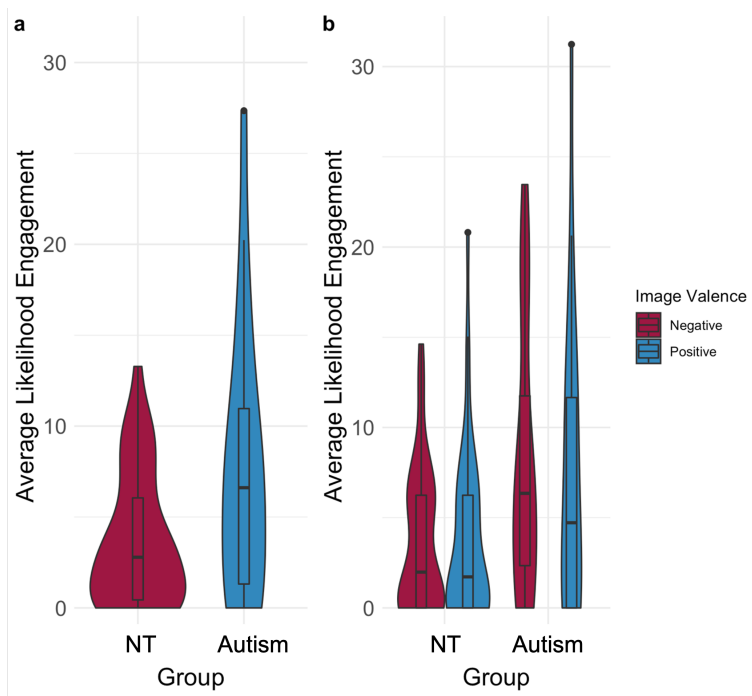 a
Average Likelihood Engagement
30
20
10
0
NT Autism
Group
b
Average Likelihood Engagement
30
20
10
0
NT Autism
Group
Image Valence
Negative
Positive